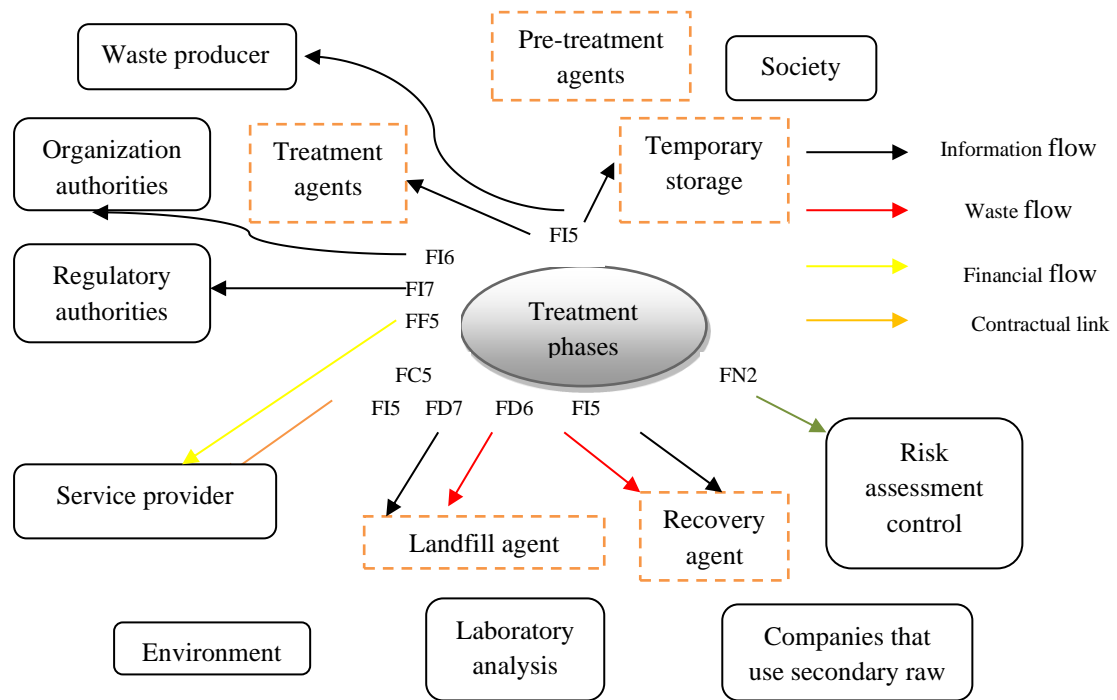 Waste producer
Pre-treatment
agents
Society
Organization
authorities
Treatment
agents
Temporary
storage
Information flow
Waste flow
Financial flow
Contractual link
FI5
FI6
Regulatory
authorities
FI7
FF5
Treatment
phases
FC5
FN2
FI5 FD7 FD6 FI5
Service provider
Risk
assessment
control
Landfill agent
Recovery
agent
Environment
Laboratory
analysis
Companies that
use secondary raw